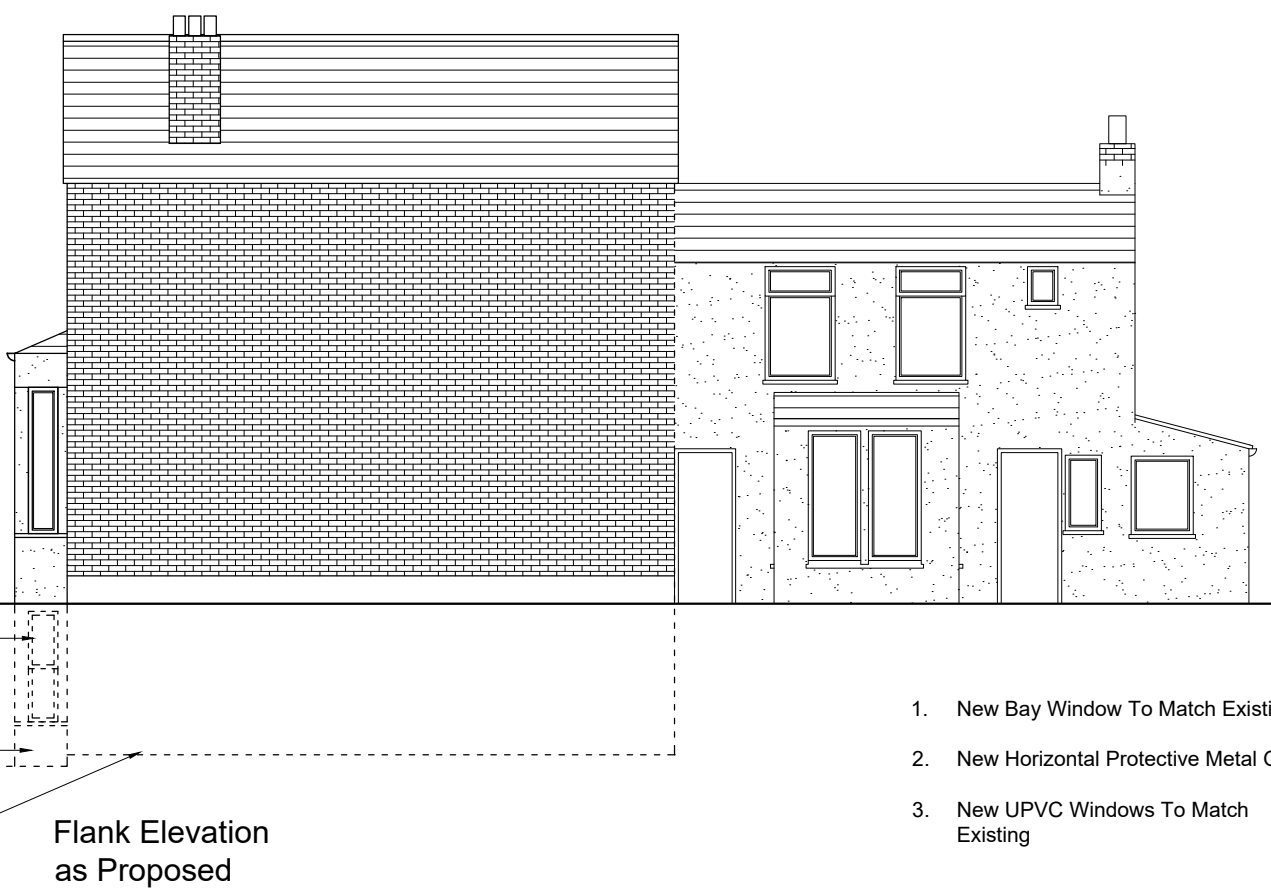 Flank Elevation
as Proposed
1. New Bay Window To Match
2. New Horizontal Protective Metal
3. New UPVC Windows To Match
Existing